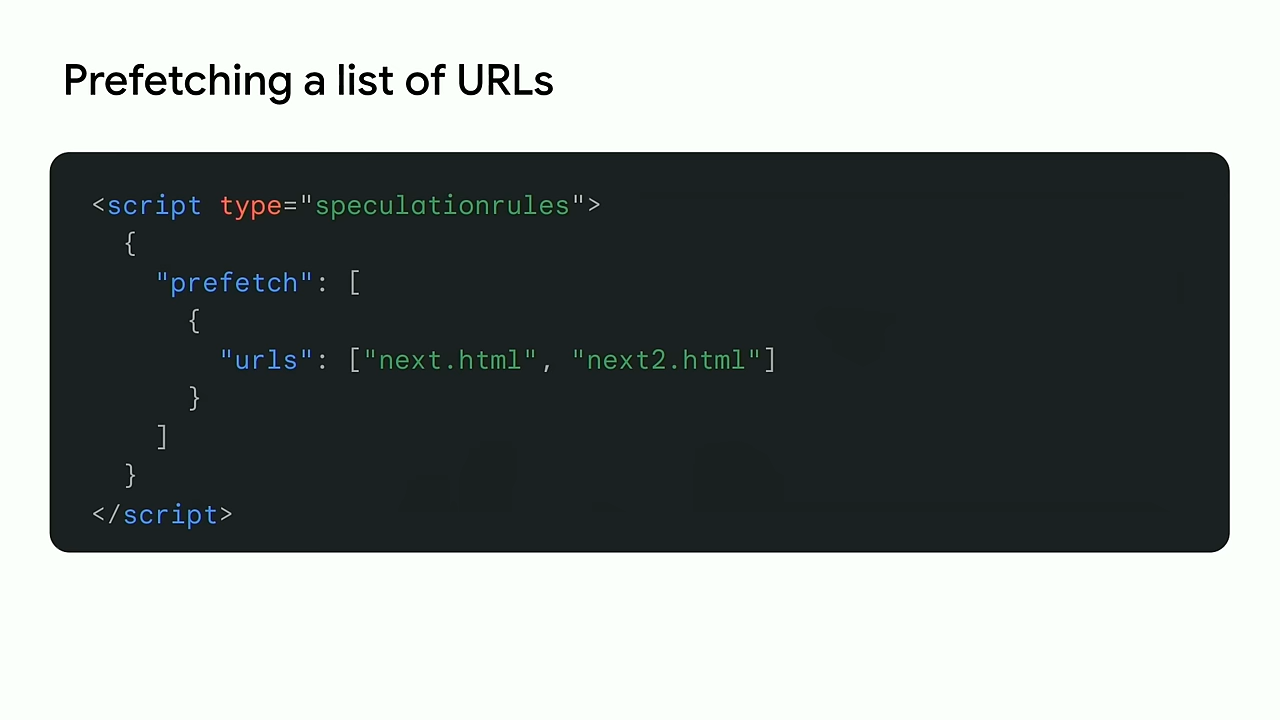 Prefetching a list of URLs
<script type="speculationrules">
  {
    "prefetch": [
      {
        "urls": ["next.html", "next2.html"]
      }
    ]
  }
</script>